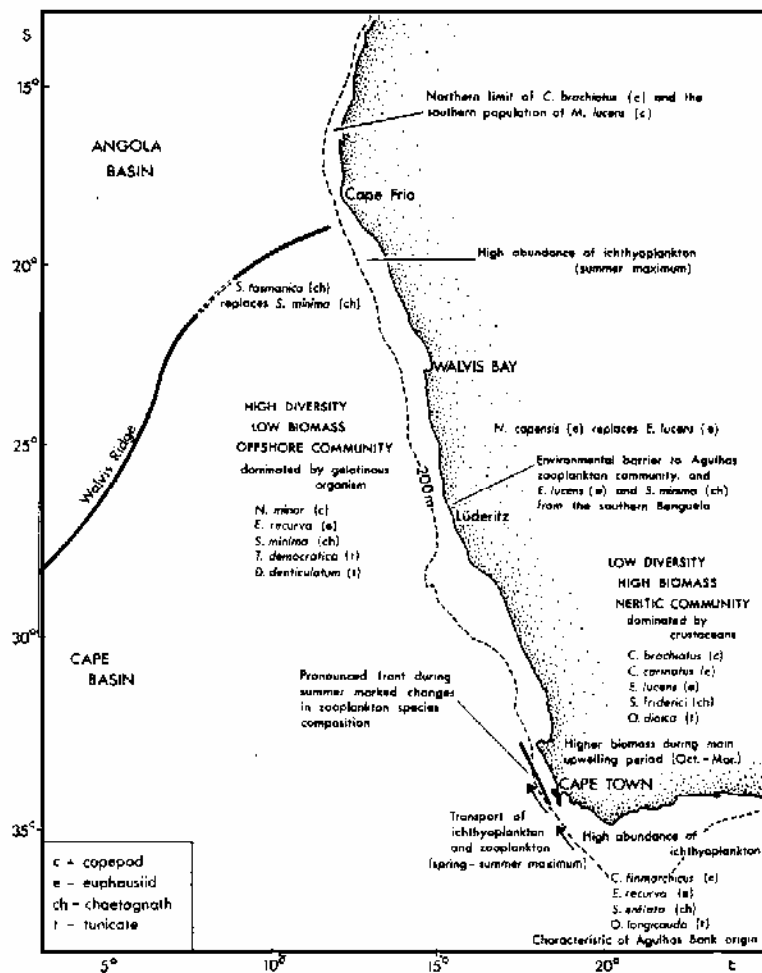 S
15°
Northern limit of C. brachiatus (c) and the
southern population of M. lucens (c)
ANGOLA
BASIN
Cape Frio
High abundance of ichthyoplankton
(summer maximum)
20°
S. tasmanica (ch)
replaces S. minima (ch)
WALVIS BAY
HIGH DIVERSITY
LOW BIOMASS
OFFSHORE COMMUNITY
dominated by gelatinous
organism
N. minor (c)
E. recurva (e)
S. minima (ch)
T. democratica (t)
D. denticulatum (t)
Walvis Ridge
25°
200m
N. capensis (e) replaces E. lucens (e)
Environmental barrier to Agulhas
zooplankton community, and
E. lucens (e) and S. minima (ch)
from the southern Benguela
Lüderitz
LOW DIVERSITY
HIGH BIOMASS
NERITIC COMMUNITY
dominated by
crustaceans
C. brachiatus (c)
C. carinatus (c)
E. lucens (e)
S. friderici (ch)
O. dioica (t)
30°
CAPE
BASIN
Pronounced front during
summer marked changes
in zooplankton species
composition
Higher biomass during main
upwelling period (Oct.-Mar.)
CAPE TOWN
Transport of
ichthyoplankton
and zooplankton
(spring-summer maximum)
High abundance of
ichthyoplankton
35°
C. finmarchicus (c)
E. recurva (e)
S. enflata (ch)
O. longicauda (t)
Characteristic of Agulhas Bank origin
c + copepod
e - euphausiid
ch - chaetognath
t - tunicate
5°
10°
15°
20°
E